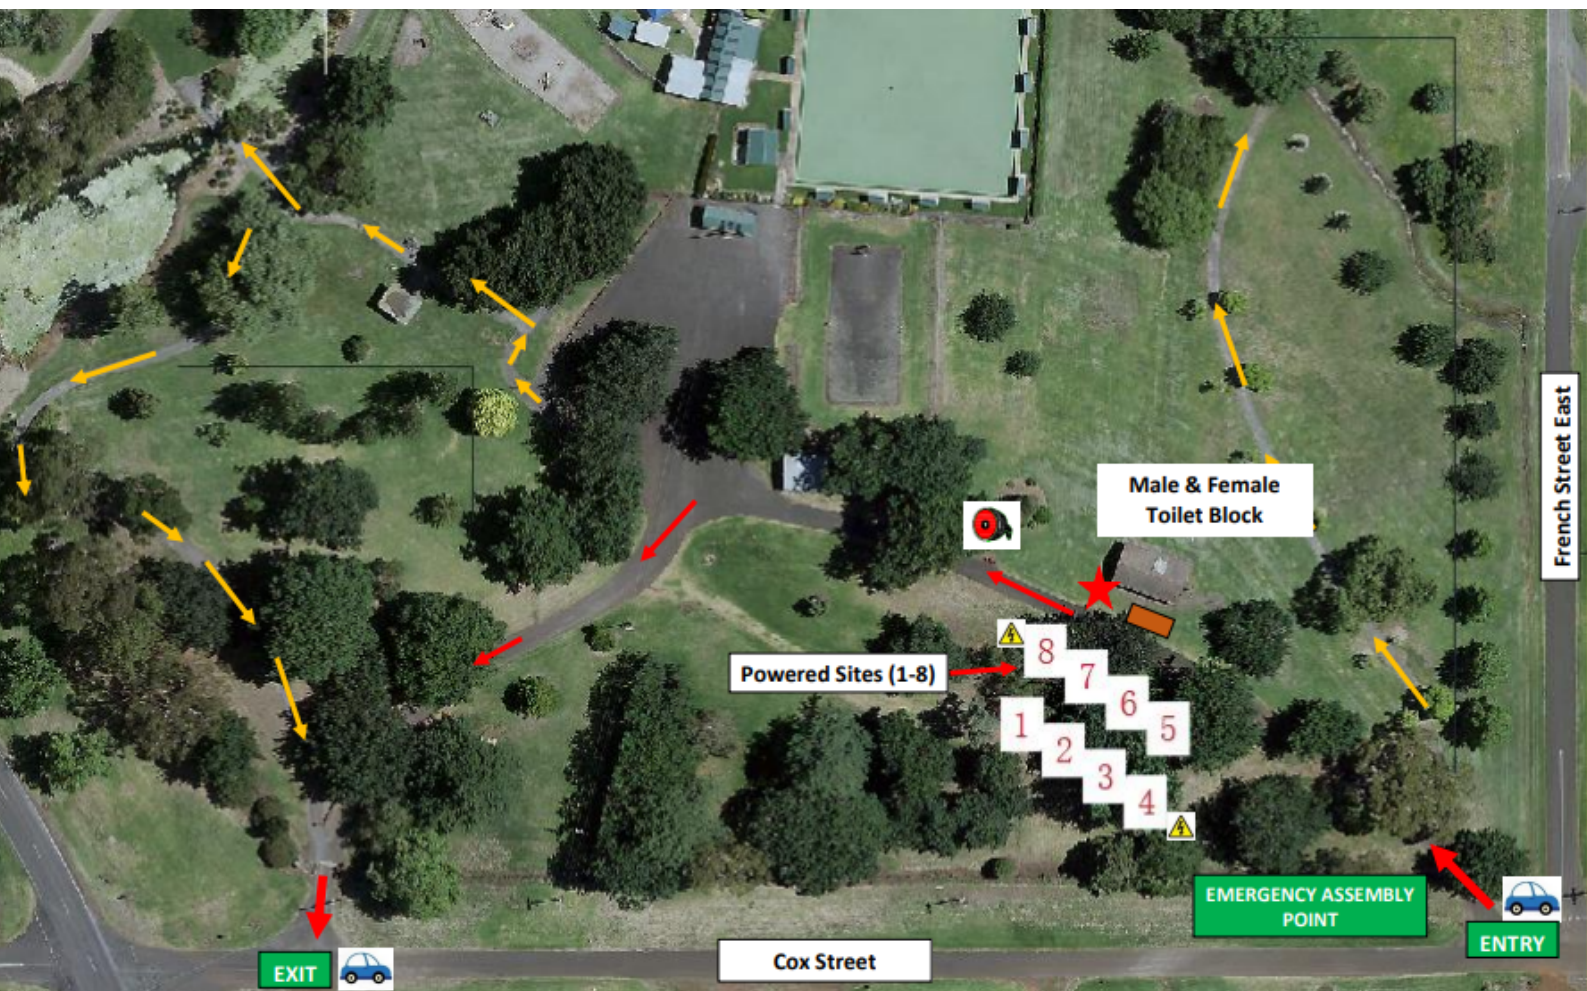 Male & Female
Toilet Block
French Street East
Powered Sites (1-8)
8
7
6
5
1
2
3
4
EMERGENCY ASSEMBLY
POINT
ENTRY
Cox Street
EXIT